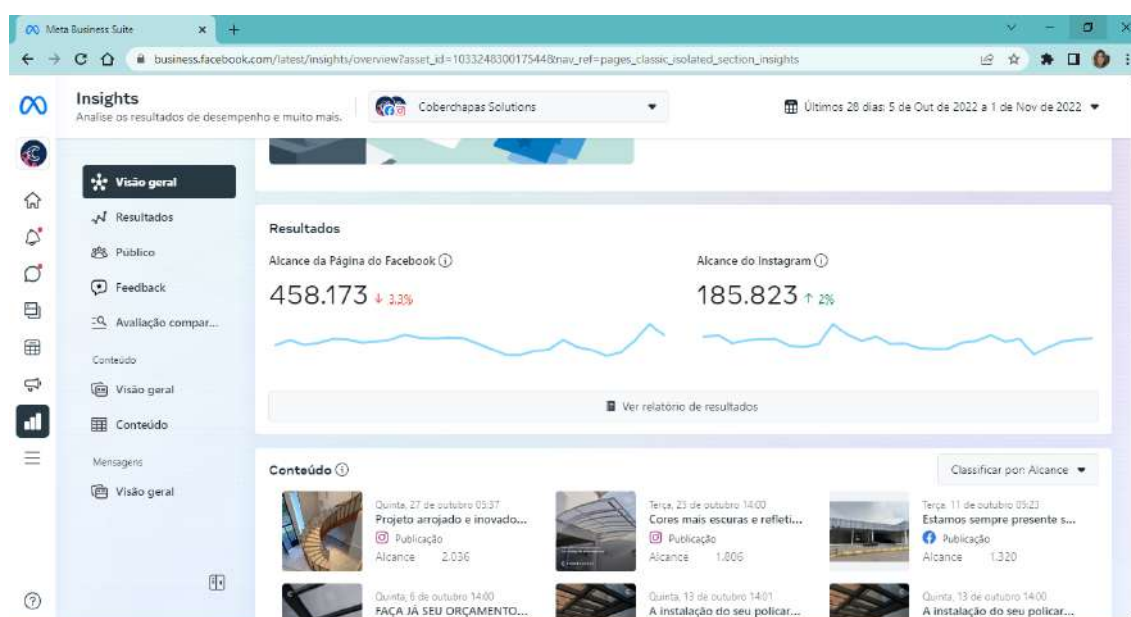 Meta Business Suite
business.facebook.com/latest/insights/overview?asset_id=103324830017544&nav_ref=pages_classic_isolated_section_insights
Insights
Analise os resultados de desempenho e muito mais.
Coberchapas Solutions
Últimos 28 dias: 5 de Out de 2022 a 1 de Nov de 2022
Visão geral
Resultados
Público
Feedback
Avaliação compar...
Conteúdo
Visão geral
Conteúdo
Mensagens
Visão geral
Resultados
Alcance da Página do Facebook
458.173 ↓ 3,3%
Alcance do Instagram
185.823 ↑ 2%
Ver relatório de resultados
Conteúdo
Classificar por: Alcance
Quinta, 27 de outubro 05:37
Projeto arrojado e inovado...
Publicação
Alcance 2.036
Terça, 25 de outubro 14:00
Cores mais escuras e refleti...
Publicação
Alcance 1.806
Terça, 11 de outubro 05:23
Estamos sempre presente s...
Publicação
Alcance 1.320
Quinta, 6 de outubro 14:00
FAÇA JÁ SEU ORÇAMENTO...
Quinta, 13 de outubro 14:01
A instalação do seu policar...
Quinta, 13 de outubro 14:00
A instalação do seu policar...